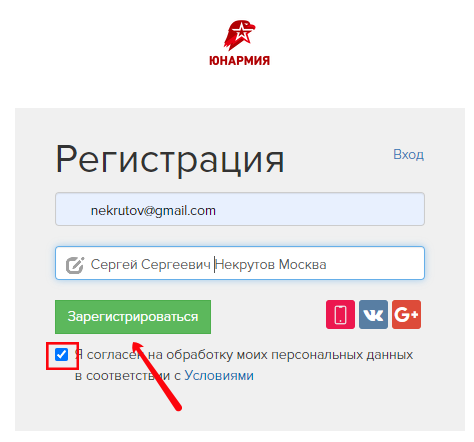 ЮНАРМИЯ
Регистрация
Вход
nekrutov@gmail.com
Сергей Сергеевич Некрутов Москва
Зарегистрироваться
G+
Я согласен на обработку моих персональных данных
в соответствии с Условиями